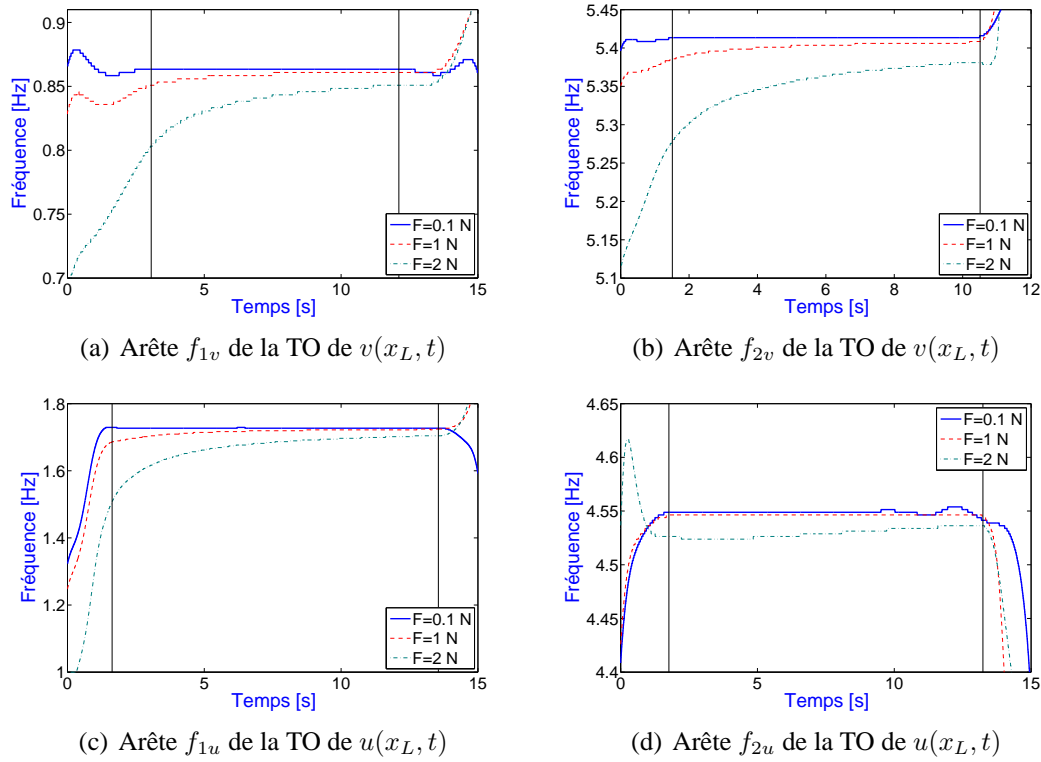 0.9
0.85
0.8
0.75
0.7
Fréquence [Hz]
0
5
10
15
Temps [s]
F=0.1 N
F=1 N
F=2 N
(a) Arête f1v de la TO de v(xL, t)
5.45
5.4
5.35
5.3
5.25
5.2
5.15
5.1
Fréquence [Hz]
0
2
4
6
8
10
12
Temps [s]
F=0.1 N
F=1 N
F=2 N
(b) Arête f2v de la TO de v(xL, t)
1.8
1.6
1.4
1.2
1
Fréquence [Hz]
0
5
10
15
Temps [s]
F=0.1 N
F=1 N
F=2 N
(c) Arête f1u de la TO de u(xL, t)
4.65
4.6
4.55
4.5
4.45
4.4
Fréquence [Hz]
0
5
10
15
Temps [s]
F=0.1 N
F=1 N
F=2 N
(d) Arête f2u de la TO de u(xL, t)